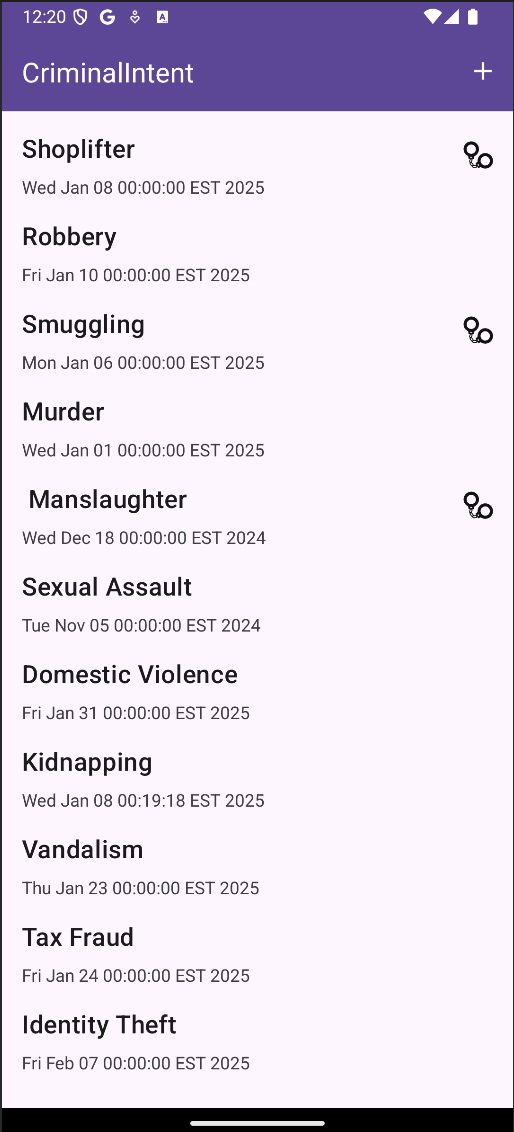 12:20
CriminalIntent
Shoplifter
Wed Jan 08 00:00:00 EST 2025
Robbery
Fri Jan 10 00:00:00 EST 2025
Smuggling
Mon Jan 06 00:00:00 EST 2025
Murder
Wed Jan 01 00:00:00 EST 2025
Manslaughter
Wed Dec 18 00:00:00 EST 2024
Sexual Assault
Tue Nov 05 00:00:00 EST 2024
Domestic Violence
Fri Jan 31 00:00:00 EST 2025
Kidnapping
Wed Jan 08 00:19:18 EST 2025
Vandalism
Thu Jan 23 00:00:00 EST 2025
Tax Fraud
Fri Jan 24 00:00:00 EST 2025
Identity Theft
Fri Feb 07 00:00:00 EST 2025